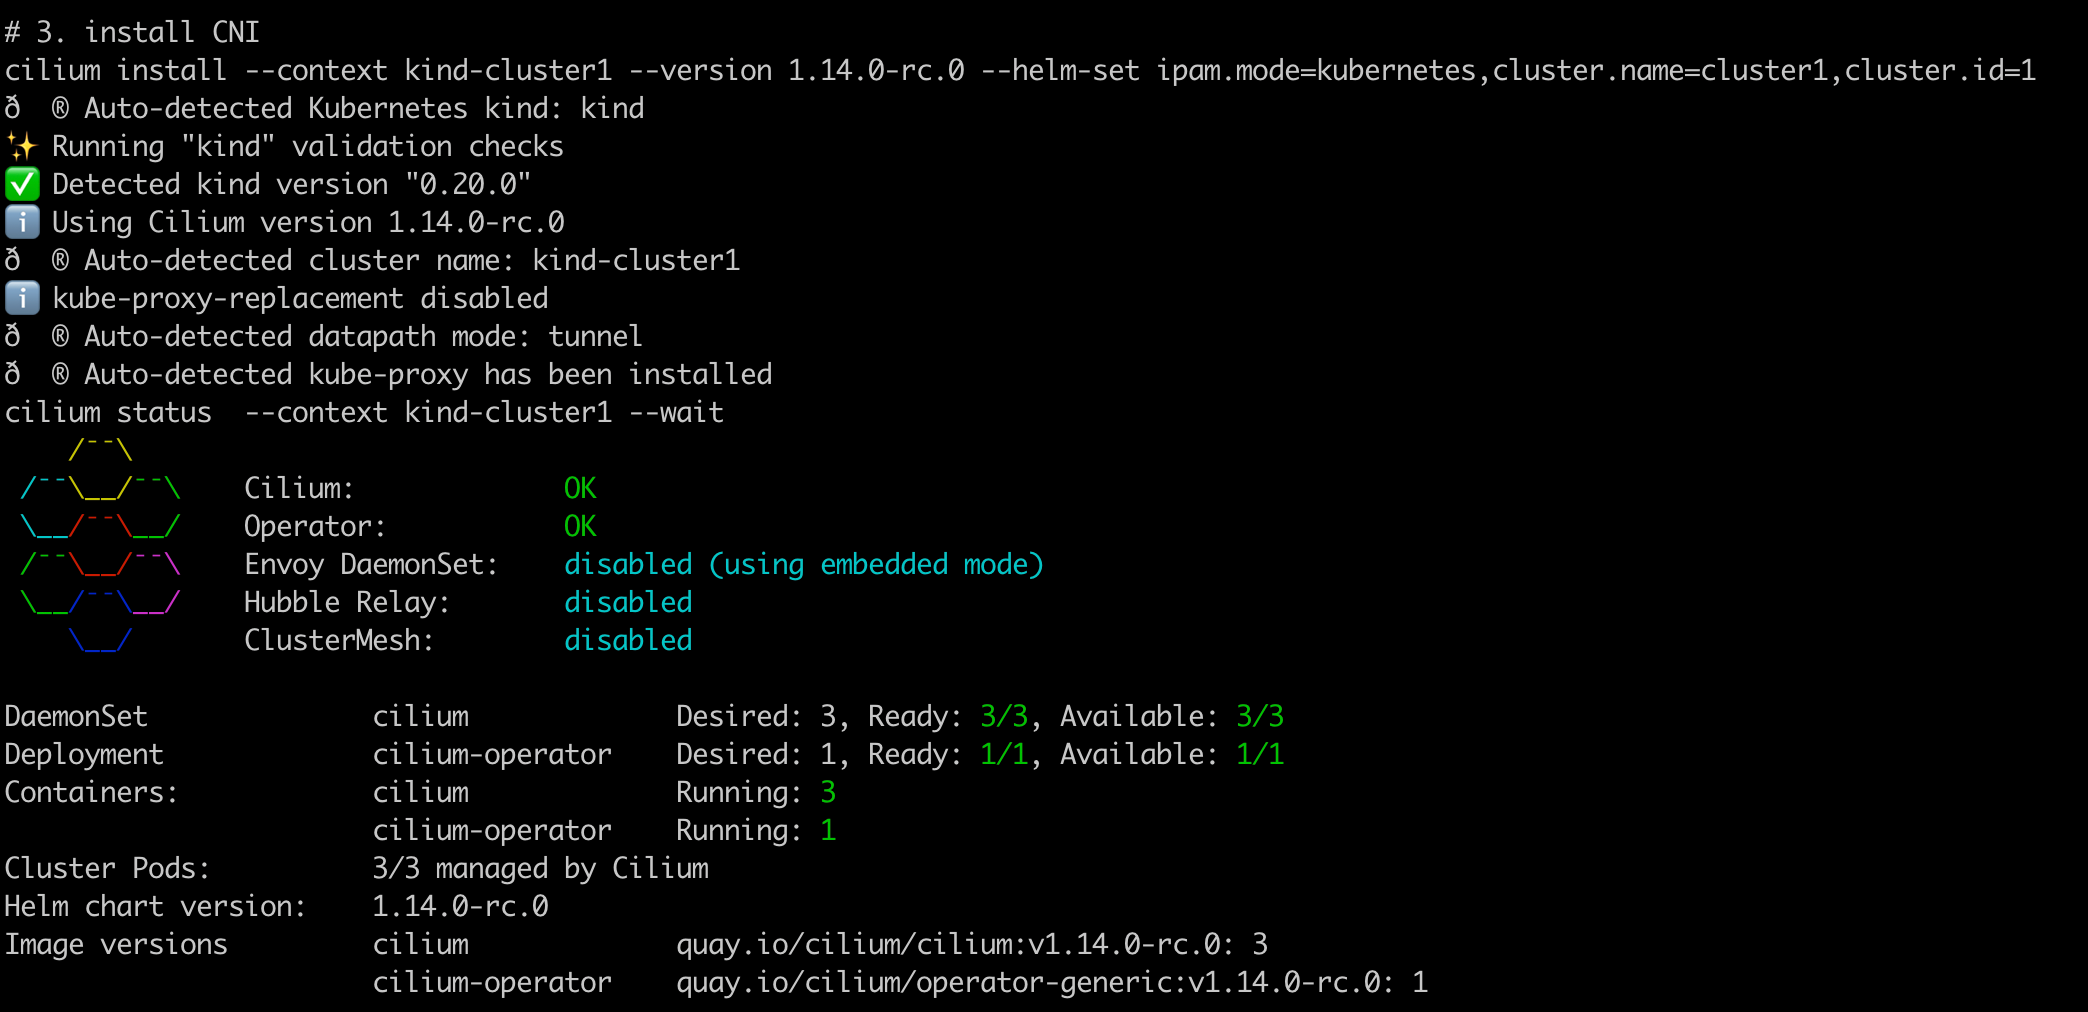 # 3. install CNI
cilium install --context kind-cluster1 --version 1.14.0-rc.0 --helm-set ipam.mode=kubernetes,cluster.name=cluster1,cluster.id=1
ð  ® Auto-detected Kubernetes kind: kind
✨ Running "kind" validation checks
✅ Detected kind version "0.20.0"
ℹ️ Using Cilium version 1.14.0-rc.0
ð  ® Auto-detected cluster name: kind-cluster1
ℹ️ kube-proxy-replacement disabled
ð  ® Auto-detected datapath mode: tunnel
ð  ® Auto-detected kube-proxy has been installed
cilium status  --context kind-cluster1 --wait
    /¯¯\
 /¯¯\__/¯¯\    Cilium:             OK
 \__/¯¯\__/    Operator:           OK
 /¯¯\__/¯¯\    Envoy DaemonSet:    disabled (using embedded mode)
 \__/¯¯\__/    Hubble Relay:       disabled
    \__/       ClusterMesh:        disabled

DaemonSet              cilium             Desired: 3, Ready: 3/3, Available: 3/3
Deployment             cilium-operator    Desired: 1, Ready: 1/1, Available: 1/1
Containers:            cilium             Running: 3
                       cilium-operator    Running: 1
Cluster Pods:          3/3 managed by Cilium
Helm chart version:    1.14.0-rc.0
Image versions         cilium             quay.io/cilium/cilium:v1.14.0-rc.0: 3
                       cilium-operator    quay.io/cilium/operator-generic:v1.14.0-rc.0: 1